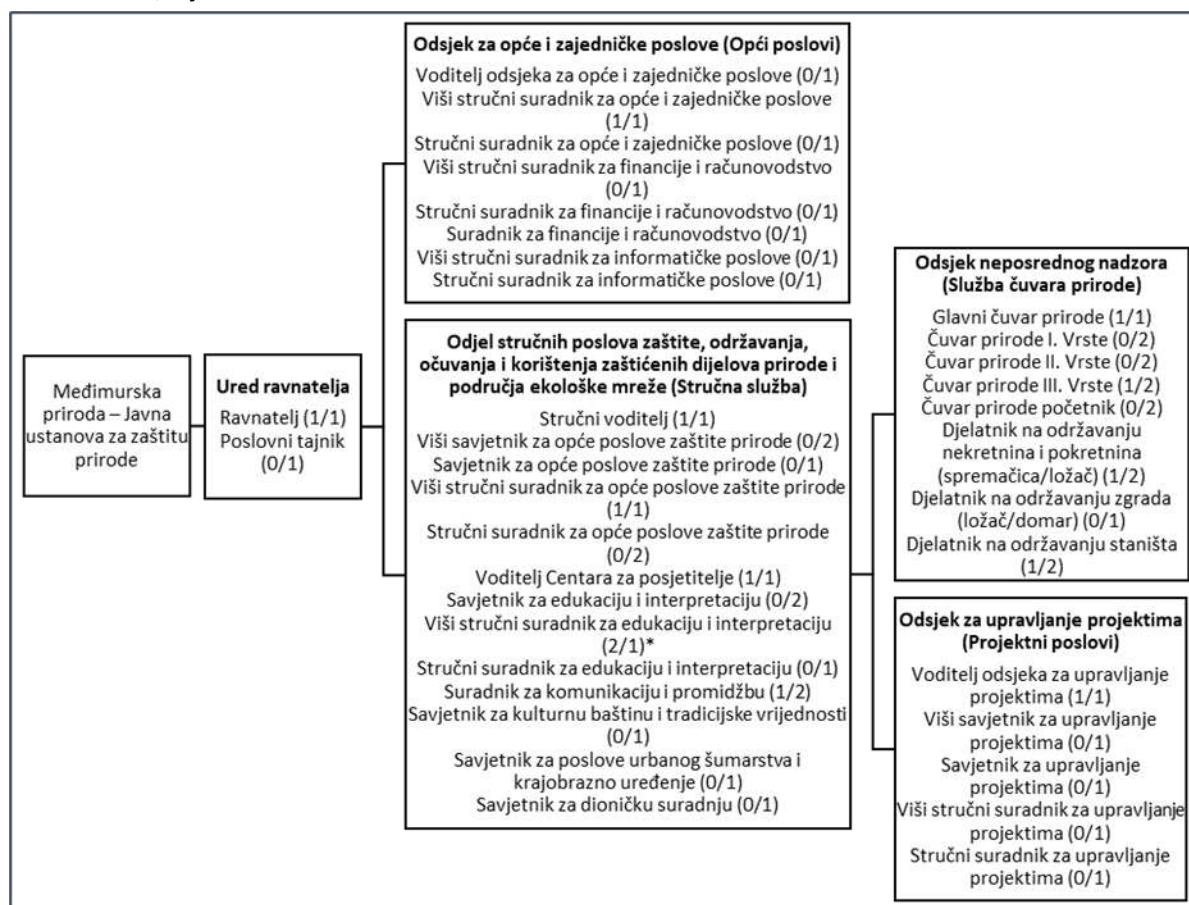 Odsjek za opće i zajedničke poslove (Opći poslovi)
Voditelj odsjeka za opće i zajedničke poslove (0/1)
Viši stručni suradnik za opće i zajedničke poslove
(1/1)
Stručni suradnik za opće i zajedničke poslove (0/1)
Viši stručni suradnik za financije i računovodstvo
(0/1)
Stručni suradnik za financije i računovodstvo (0/1)
Suradnik za financije i računovodstvo (0/1)
Viši stručni suradnik za informatičke poslove (0/1)
Stručni suradnik za informatičke poslove (0/1)
Međimurska
priroda – Javna
ustanova za zaštitu
prirode
Ured ravnatelja
Ravnatelj (1/1)
Poslovni tajnik
(0/1)
Odjel stručnih poslova zaštite, održavanja,
očuvanja i korištenja zaštićenih dijelova prirode i
područja ekološke mreže (Stručna služba)
Stručni voditelj (1/1)
Viši savjetnik za opće poslove zaštite prirode (0/2)
Savjetnik za opće poslove zaštite prirode (0/1)
Viši stručni suradnik za opće poslove zaštite prirode
(1/1)
Stručni suradnik za opće poslove zaštite prirode
(0/2)
Voditelj Centara za posjetitelje (1/1)
Savjetnik za edukaciju i interpretaciju (0/2)
Viši stručni suradnik za edukaciju i interpretaciju
(2/1)*
Stručni suradnik za edukaciju i interpretaciju (0/1)
Suradnik za komunikaciju i promidžbu (1/2)
Savjetnik za kulturnu baštinu i tradicijske vrijednosti
(0/1)
Savjetnik za poslove urbanog šumarstva i
krajobrazno uređenje (0/1)
Savjetnik za dioničku suradnju (0/1)
Odsjek neposrednog nadzora
(Služba čuvara prirode)
Glavni čuvar prirode (1/1)
Čuvar prirode I. Vrste (0/2)
Čuvar prirode II. Vrste (0/2)
Čuvar prirode III. Vrste (1/2)
Čuvar prirode početnik (0/2)
Djelatnik na održavanju
nekretnina i pokretnina
(spremačica/ložač) (1/2)
Djelatnik na održavanju zgrada
(ložač/domar) (0/1)
Djelatnik na održavanju staništa
(1/2)
Odsjek za upravljanje projektima
(Projektni poslovi)
Voditelj odsjeka za upravljanje
projektima (1/1)
Viši savjetnik za upravljanje
projektima (0/1)
Savjetnik za upravljanje
projektima (0/1)
Viši stručni suradnik za upravljanje
projektima (0/1)
Stručni suradnik za upravljanje
projektima (0/1)